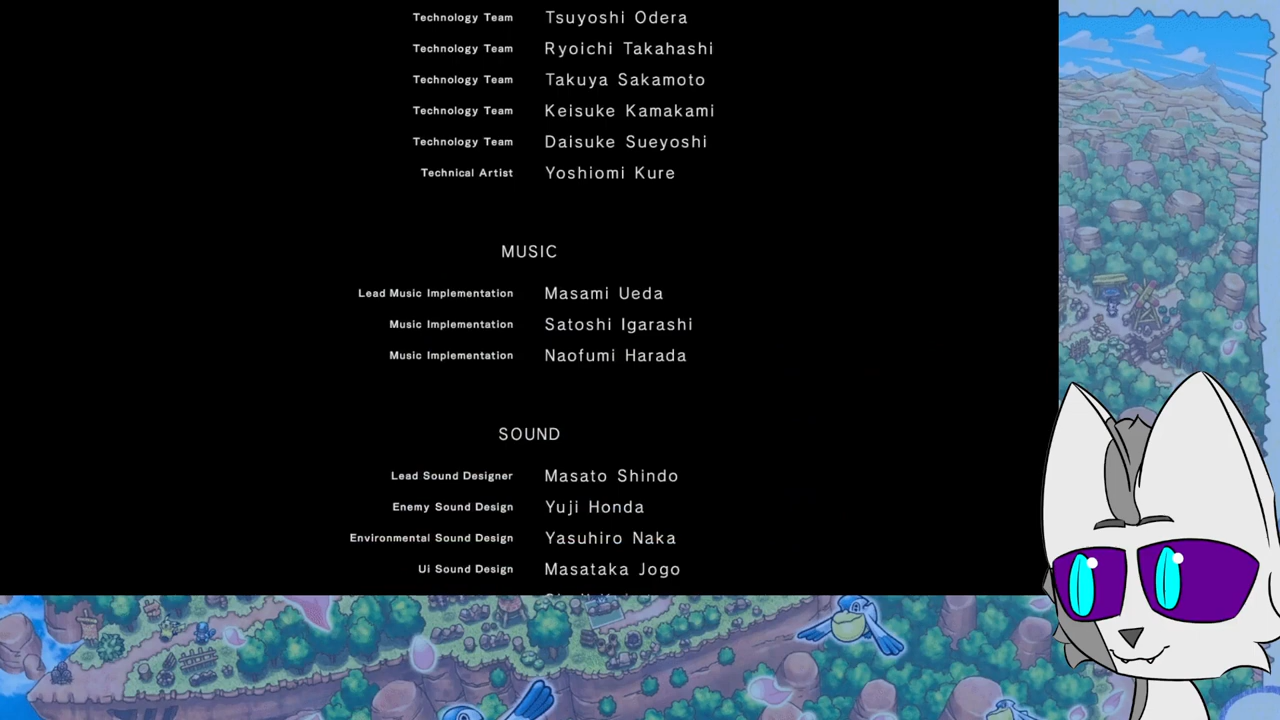 Technology Team Tsuyoshi Odera
Technology Team Ryoichi Takahashi
Technology Team Takuya Sakamoto
Technology Team Keisuke Kamakami
Technology Team Daisuke Sueyoshi
Technical Artist Yoshiomi Kure
MUSIC
Lead Music Implementation Masami Ueda
Music Implementation Satoshi Igarashi
Music Implementation Naofumi Harada
SOUND
Lead Sound Designer Masato Shindo
Enemy Sound Design Yuji Honda
Environmental Sound Design Yasuhiro Naka
Ui Sound Design Masataka Jogo